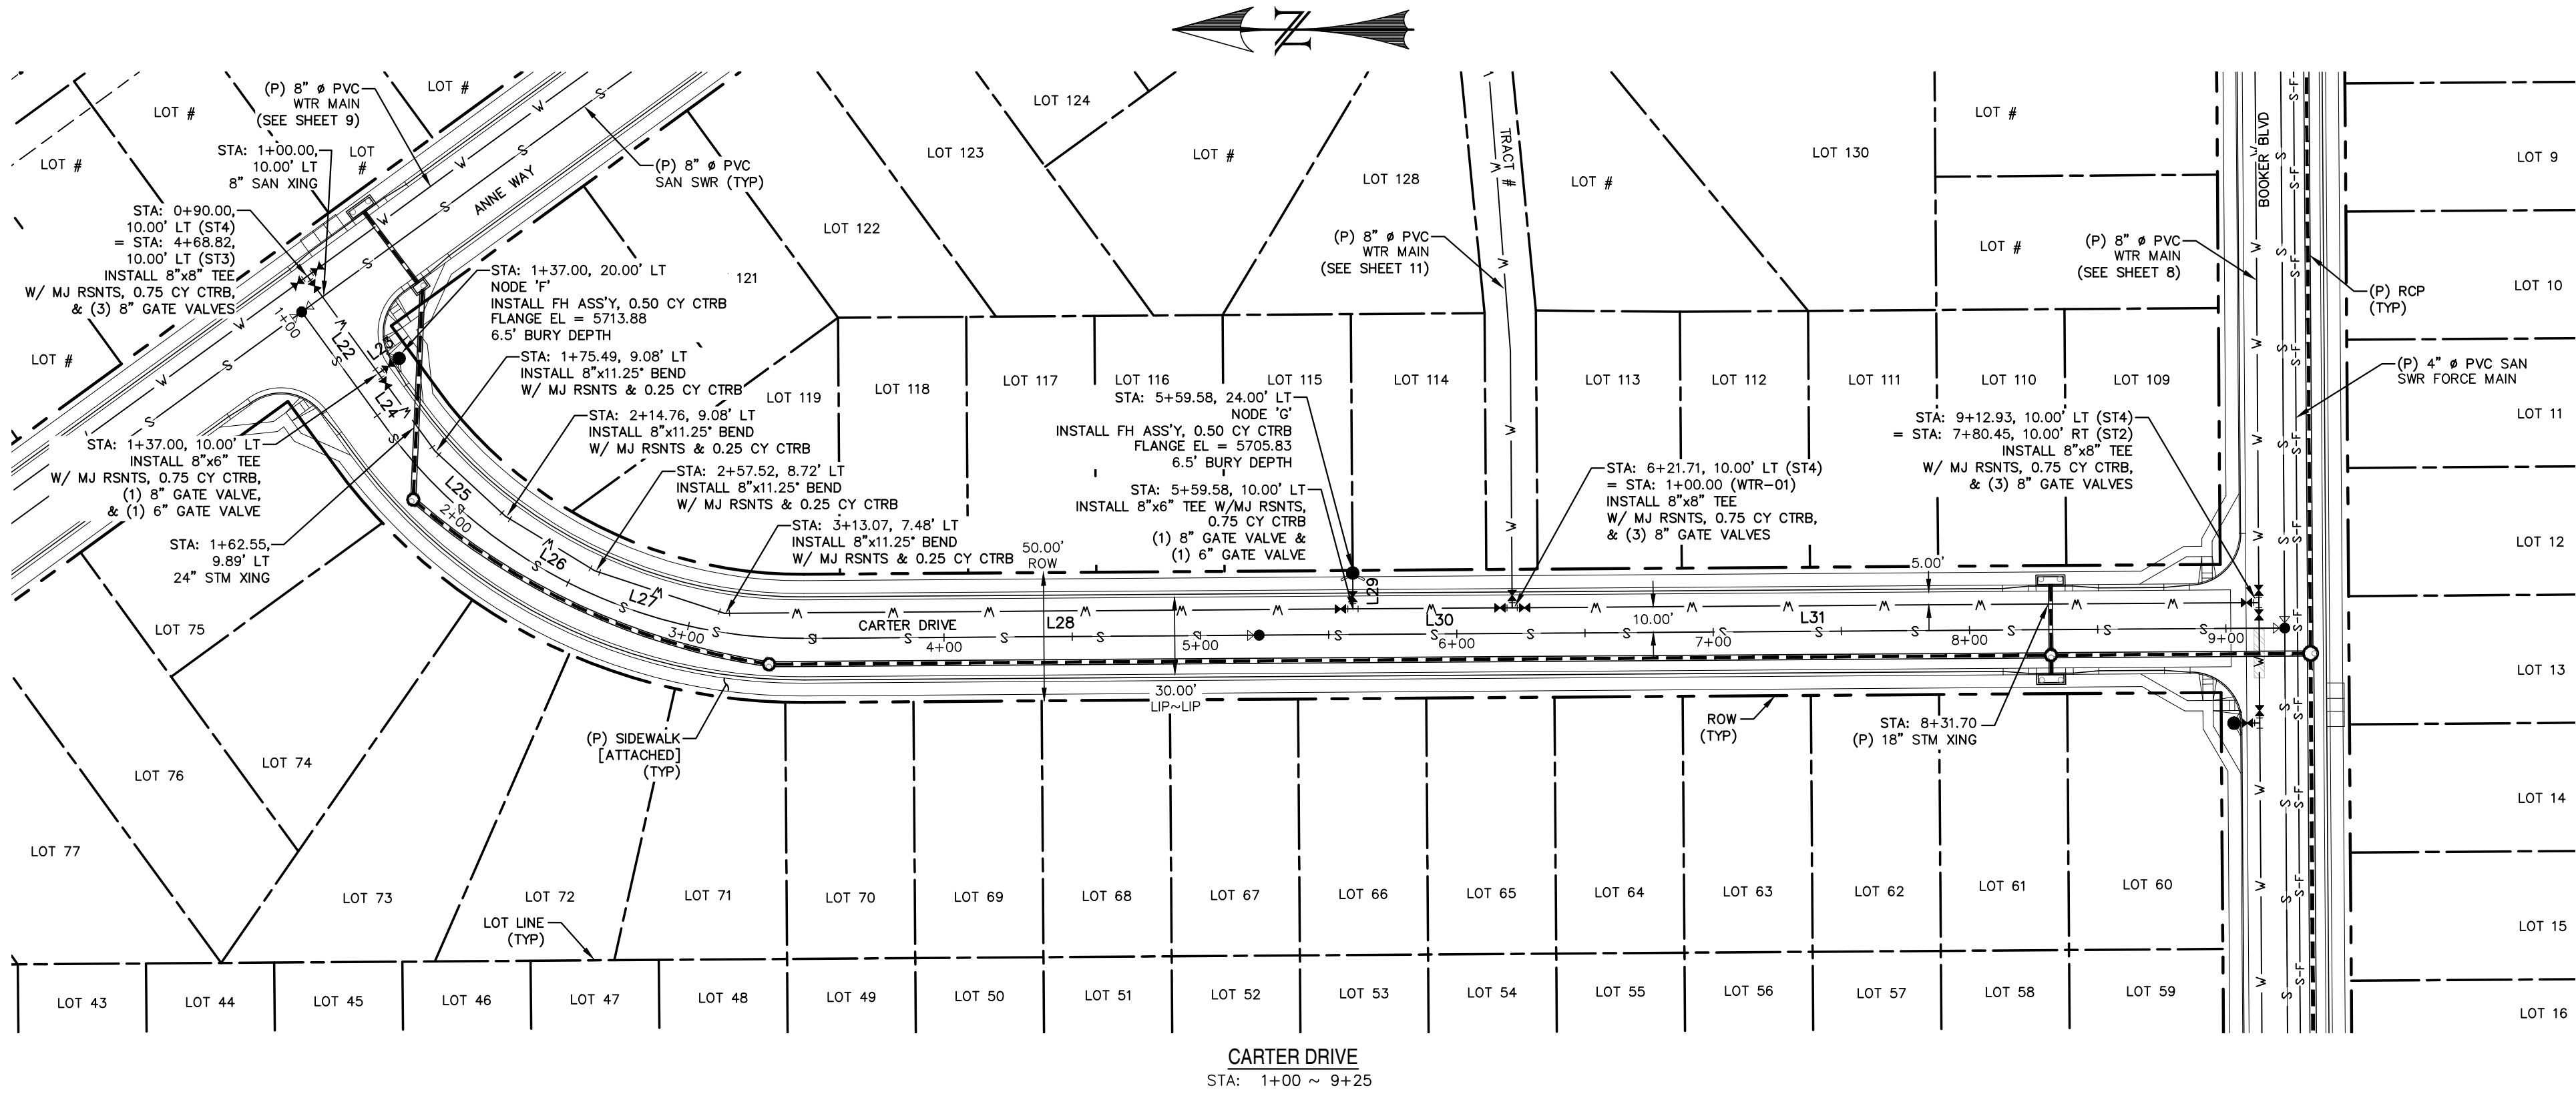 N
(P) 8" ø PVC
WTR MAIN
(SEE SHEET 9)
LOT #
LOT #
LOT #
LOT
#
STA: 1+00.00,
10.00' LT
8" SAN XING
STA: 0+90.00,
10.00' LT (ST4)
= STA: 4+68.82,
10.00' LT (ST3)
INSTALL 8"x8" TEE
W/ MJ RSNTS, 0.75 CY CTRB,
& (3) 8" GATE VALVES
LOT #
ANNE WAY
(P) 8" ø PVC
SAN SWR (TYP)
STA: 1+37.00, 20.00' LT
NODE 'F'
INSTALL FH ASS'Y, 0.50 CY CTRB
FLANGE EL = 5713.88
6.5' BURY DEPTH
STA: 1+75.49, 9.08' LT
INSTALL 8"x11.25° BEND
W/ MJ RSNTS & 0.25 CY CTRB
STA: 2+14.76, 9.08' LT
INSTALL 8"x11.25° BEND
W/ MJ RSNTS & 0.25 CY CTRB
STA: 2+57.52, 8.72' LT
INSTALL 8"x11.25° BEND
W/ MJ RSNTS & 0.25 CY CTRB
STA: 3+13.07, 7.48' LT
INSTALL 8"x11.25° BEND
W/ MJ RSNTS & 0.25 CY CTRB
STA: 1+37.00, 10.00' LT
INSTALL 8"x6" TEE
W/ MJ RSNTS, 0.75 CY CTRB,
(1) 8" GATE VALVE,
& (1) 6" GATE VALVE
STA: 1+62.55,
9.89' LT
24" STM XING
1+00
L22
L24
L25
2+00
L26
L27
3+00
121
LOT 122
LOT 123
LOT 124
LOT #
LOT 128
TRACT #
LOT #
LOT 130
LOT #
LOT #
BOOKER BLVD
(P) 8" ø PVC
WTR MAIN
(SEE SHEET 11)
(P) 8" ø PVC
WTR MAIN
(SEE SHEET 8)
(P) RCP
(TYP)
(P) 4" ø PVC SAN
SWR FORCE MAIN
LOT 9
LOT 10
LOT 11
LOT 12
LOT 13
LOT 14
LOT 15
LOT 16
LOT 119
LOT 118
LOT 117
LOT 116
LOT 115
LOT 114
LOT 113
LOT 112
LOT 111
LOT 110
LOT 109
STA: 5+59.58, 24.00' LT
NODE 'G'
INSTALL FH ASS'Y, 0.50 CY CTRB
FLANGE EL = 5705.83
6.5' BURY DEPTH
STA: 5+59.58, 10.00' LT
INSTALL 8"x6" TEE W/MJ RSNTS,
0.75 CY CTRB
(1) 8" GATE VALVE &
(1) 6" GATE VALVE
STA: 6+21.71, 10.00' LT (ST4)
= STA: 1+00.00 (WTR-01)
INSTALL 8"x8" TEE
W/ MJ RSNTS, 0.75 CY CTRB,
& (3) 8" GATE VALVES
STA: 9+12.93, 10.00' LT (ST4)
= STA: 7+80.45, 10.00' RT (ST2)
INSTALL 8"x8" TEE
W/ MJ RSNTS, 0.75 CY CTRB,
& (3) 8" GATE VALVES
50.00'
ROW
CARTER DRIVE
L28
L29
L30
L31
5.00'
10.00'
4+00
5+00
6+00
7+00
8+00
9+00
30.00'
LIP~LIP
(P) SIDEWALK
[ATTACHED]
(TYP)
ROW
(TYP)
STA: 8+31.70
(P) 18" STM XING
LOT 75
LOT 76
LOT 74
LOT 77
LOT 73
LOT 72
LOT 71
LOT 70
LOT 69
LOT 68
LOT 67
LOT 66
LOT 65
LOT 64
LOT 63
LOT 62
LOT 61
LOT 60
LOT LINE
(TYP)
LOT 43
LOT 44
LOT 45
LOT 46
LOT 47
LOT 48
LOT 49
LOT 50
LOT 51
LOT 52
LOT 53
LOT 54
LOT 55
LOT 56
LOT 57
LOT 58
LOT 59
CARTER DRIVE
STA: 1+00 ~ 9+25